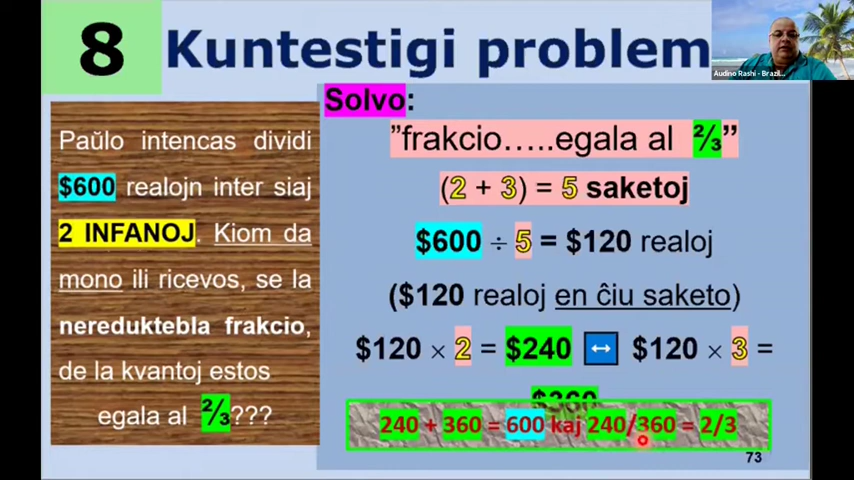 8 Kuntestigi problem
Audino Rashi - Brazil...
Paŭlo intencas dividi
$600 realojn inter siaj
2 INFANOJ. Kiom da
mono ili ricevos, se la
nereduktebla frakcio,
de la kvantoj estos
egala al ⅔???
Solvo:
”frakcio…..egala al ⅔”
(2 + 3) = 5 saketoj
$600 ÷ 5 = $120 realoj
($120 realoj en ĉiu saketo)
$120 × 2 = $240 ↔ $120 × 3 =
$360
240 + 360 = 600 kaj 240/360 = 2/3
73